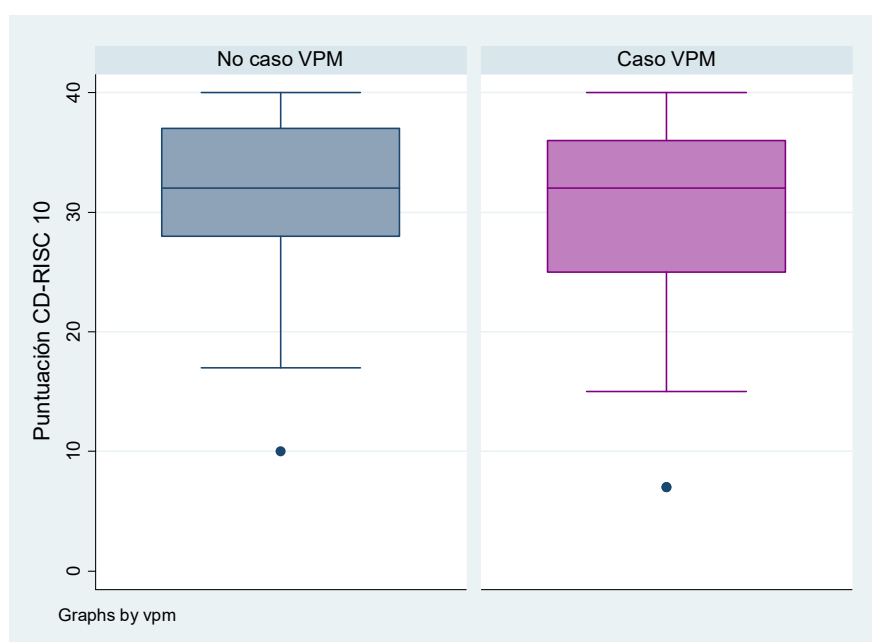 No caso VPM
Caso VPM
Puntuación CD-RISC 10
40
30
20
10
0
Graphs by vpm